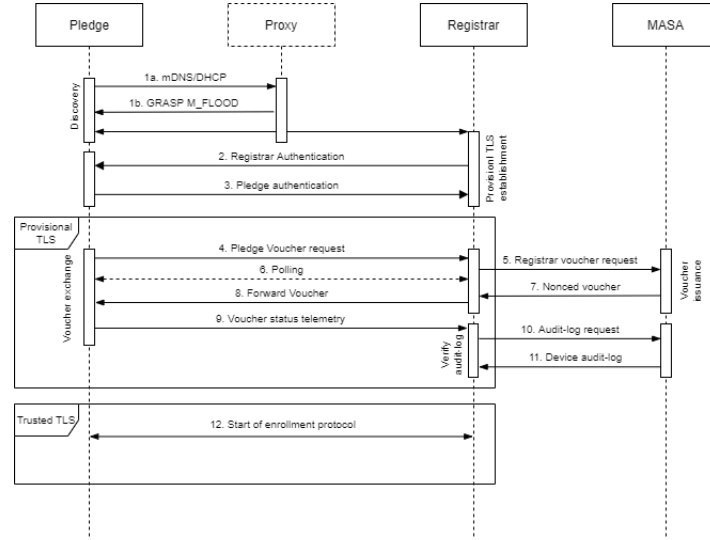 Pledge
Proxy
Registrar
MASA
Discovery
1a. mDNS/DHCP
1b. GRASP M_FLOOD
2. Registrar Authentication
3. Pledge authentication
Provisionl TLS
establishment
Provisional
TLS
Voucher exchange
4. Pledge Voucher request
5. Registrar voucher request
6. Polling
7. Nonced voucher
8. Forward Voucher
Voucher
issuance
9. Voucher status telemetry
Verify
audit-log
10. Audit-log request
11. Device audit-log
Trusted TLS
12. Start of enrollment protocol